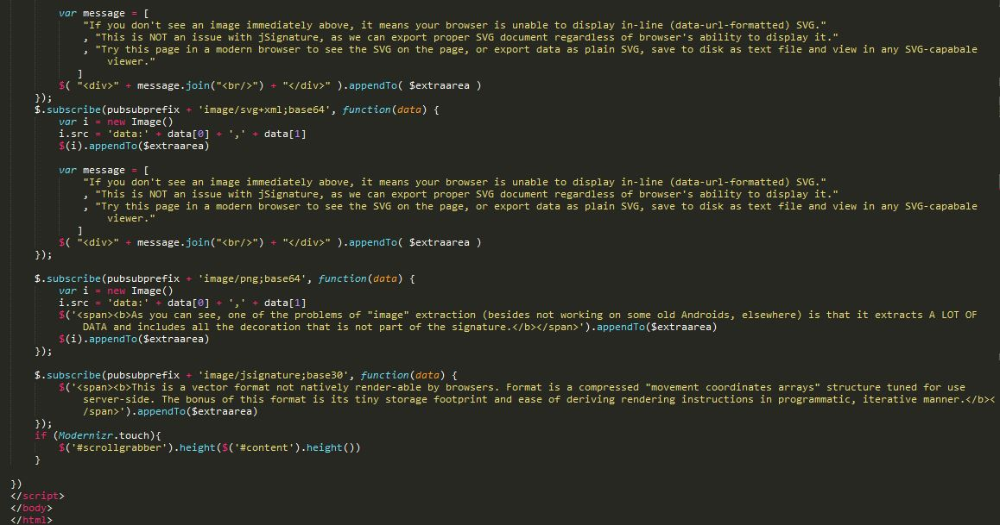 var message = [
"If you don't see an image immediately above, it means your browser is unable to display in-line (data-url-formatted) SVG."
, "This is NOT an issue with jSignature, as we can export proper SVG document regardless of browser's ability to display it."
, "Try this page in a modern browser to see the SVG on the page, or export data as plain SVG, save to disk as text file and view in any SVG-capabale
viewer."
]
$( "<div>" + message.join("<br/>") + "</div>" ).appendTo( $extraarea )
});
$.subscribe(pubsubprefix + 'image/svg+xml;base64', function(data) {
var i = new Image()
i.src = 'data:' + data[0] + ',' + data[1]
$(i).appendTo($extraarea)
var message = [
"If you don't see an image immediately above, it means your browser is unable to display in-line (data-url-formatted) SVG."
, "This is NOT an issue with jSignature, as we can export proper SVG document regardless of browser's ability to display it."
, "Try this page in a modern browser to see the SVG on the page, or export data as plain SVG, save to disk as text file and view in any SVG-capabale
viewer."
]
$( "<div>" + message.join("<br/>") + "</div>" ).appendTo( $extraarea )
});
$.subscribe(pubsubprefix + 'image/png;base64', function(data) {
var i = new Image()
i.src = 'data:' + data[0] + ',' + data[1]
$('<span><b>As you can see, one of the problems of "image" extraction (besides not working on some old Androids, elsewhere) is that it extracts A LOT OF
DATA and includes all the decoration that is not part of the signature.</b></span>').appendTo($extraarea)
$(i).appendTo($extraarea)
});
$.subscribe(pubsubprefix + 'image/jsignature;base30', function(data) {
$('<span><b>This is a vector format not natively render-able by browsers. Format is a compressed "movement coordinates arrays" structure tuned for use
server-side. The bonus of this format is its tiny storage footprint and ease of deriving rendering instructions in programmatic, iterative manner.</b><
/span>').appendTo($extraarea)
});
if (Modernizr.touch){
$('#scrollgrabber').height($('#content').height())
}
})
</script>
</body>
</html>